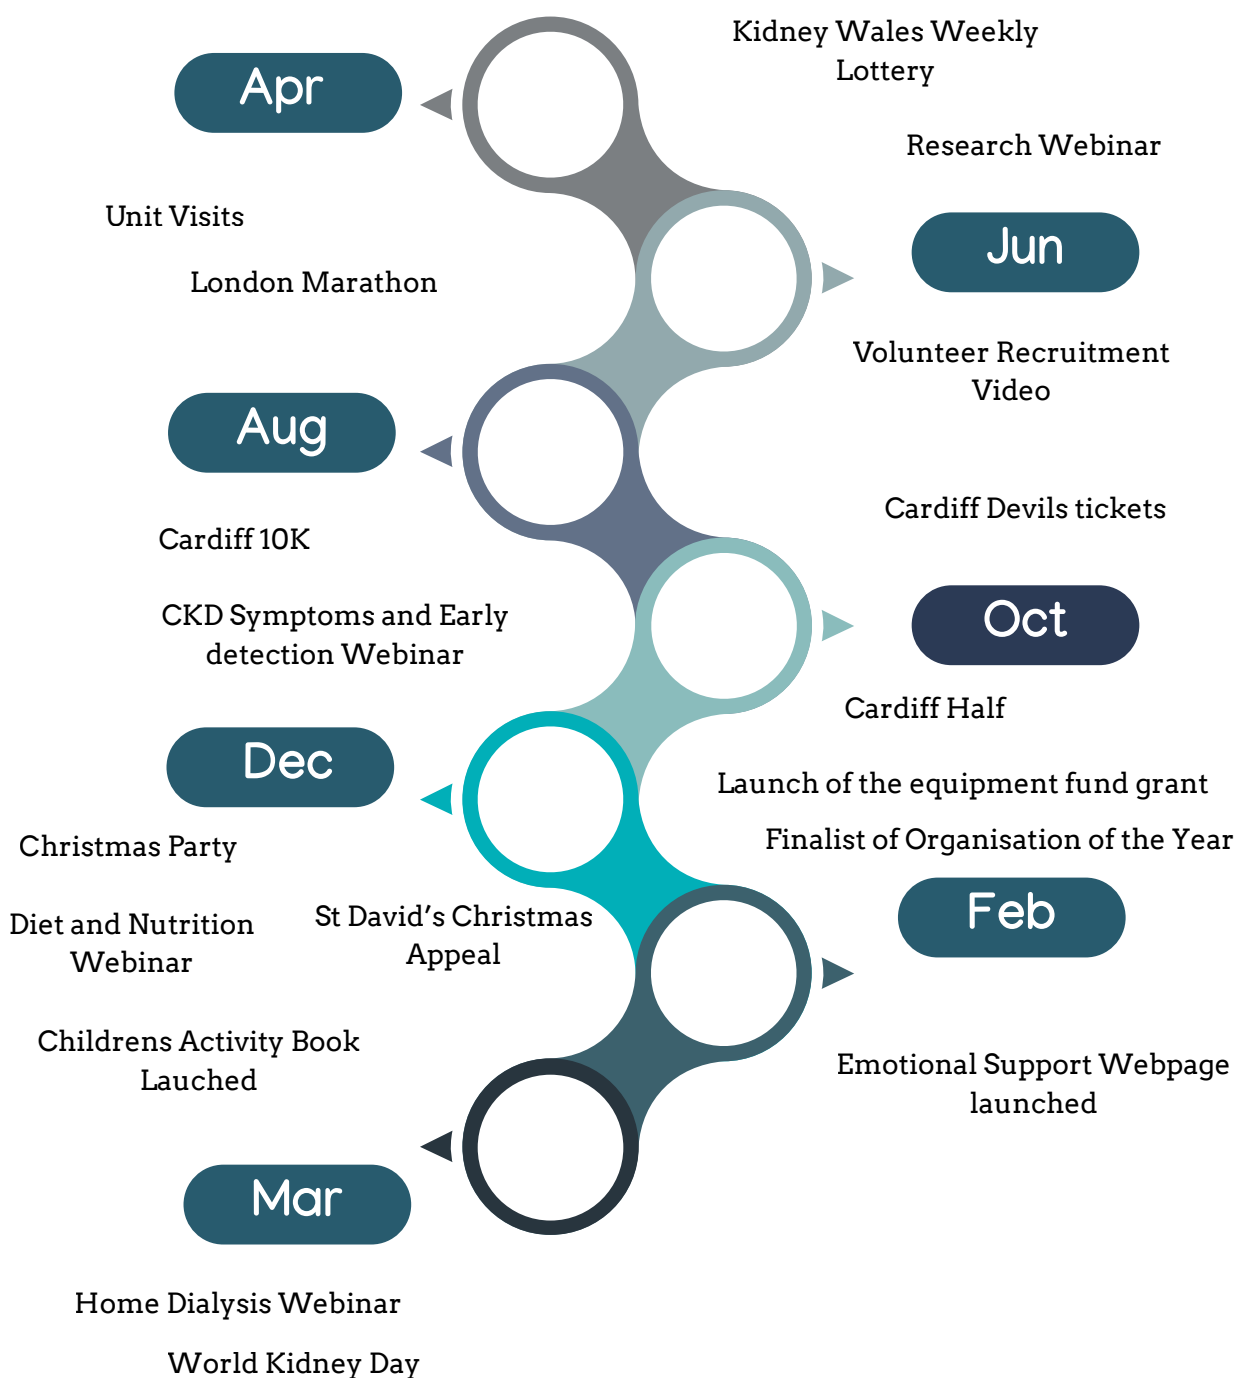 Kidney Wales Weekly
Lottery
Apr
Research Webinar
Unit Visits
Jun
London Marathon
Volunteer Recruitment
Video
Aug
Cardiff Devils tickets
Cardiff 10K
CKD Symptoms and Early
detection Webinar
Oct
Cardiff Half
Dec
Launch of the equipment fund grant
Christmas Party
Finalist of Organisation of the Year
Diet and Nutrition
Webinar
St David’s Christmas
Appeal
Feb
Childrens Activity Book
Lauched
Emotional Support Webpage
launched
Mar
Home Dialysis Webinar
World Kidney Day